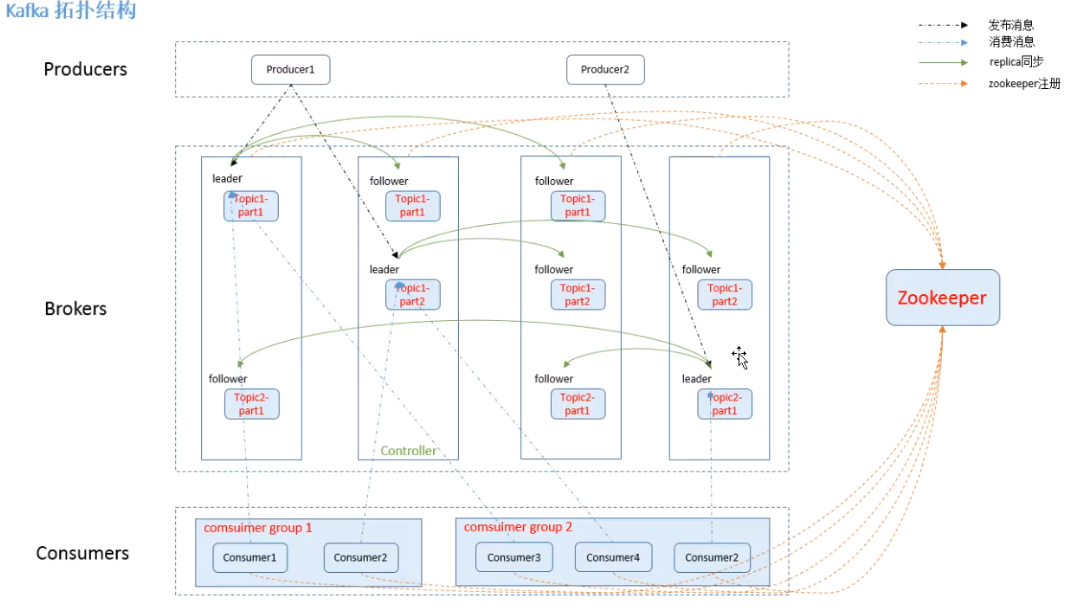 Kafka 拓扑结构
发布消息
消费消息
replica同步
zookeeper注册
Producers
Producer1
Producer2
Brokers
leader
Topic1-
part1
follower
Topic1-
part1
follower
Topic1-
part1
leader
Topic1-
part2
follower
Topic1-
part2
follower
Topic1-
part2
follower
Topic2-
part1
follower
Topic2-
part1
leader
Topic2-
part1
Controller
Zookeeper
Consumers
comsuimer group 1
Consumer1
Consumer2
comsuimer group 2
Consumer3
Consumer4
Consumer2